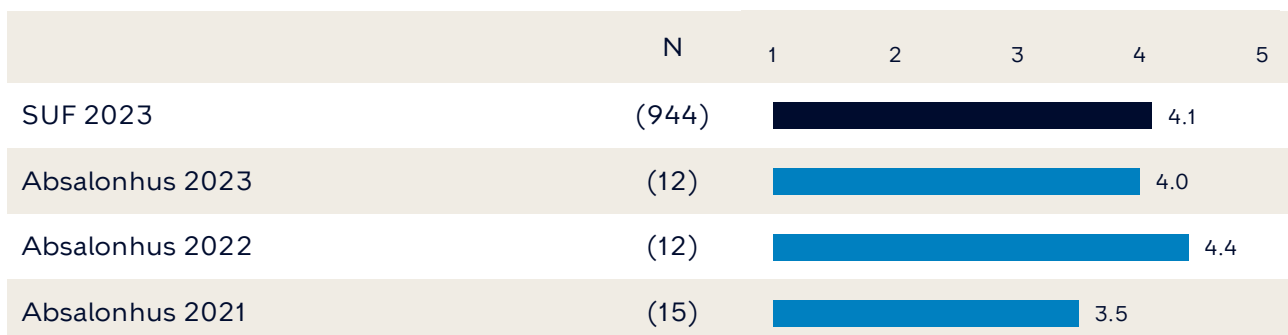 N 1 2 3 4 5
SUF 2023 (944) 4.1
Absalonhus 2023 (12) 4.0
Absalonhus 2022 (12) 4.4
Absalonhus 2021 (15) 3.5